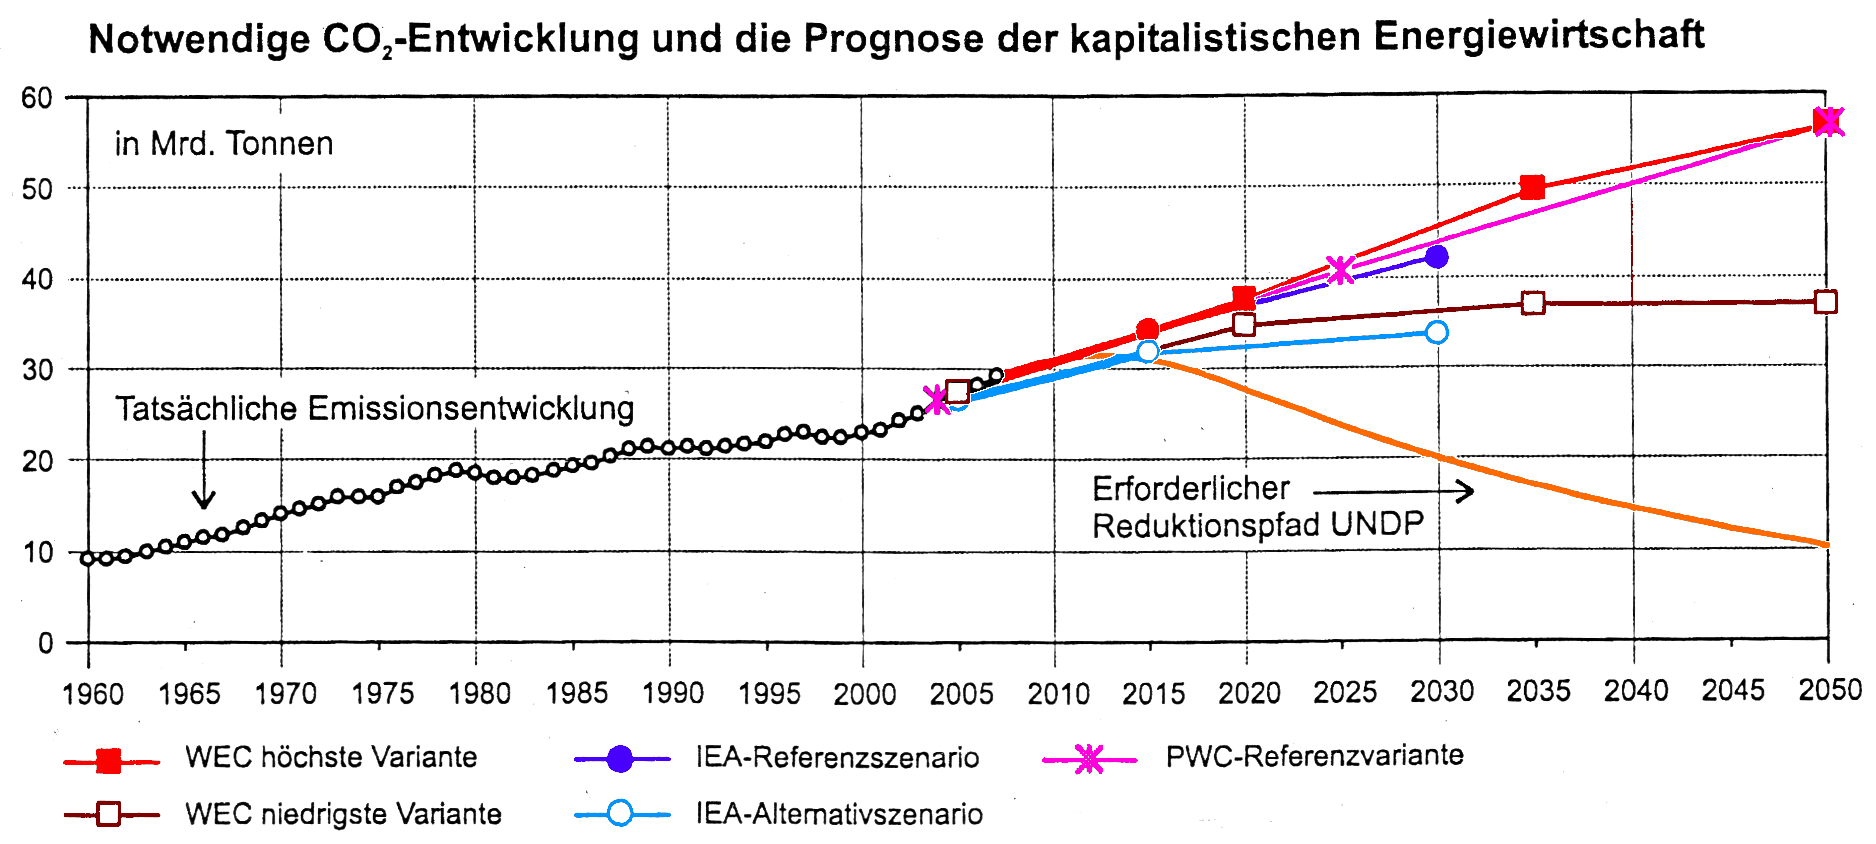 Notwendige CO₂-Entwicklung und die Prognose der kapitalistischen Energiewirtschaft
60
in Mrd. Tonnen
50
40
30
Tatsächliche Emissionsentwicklung
20
Erforderlicher
Reduktionspfad UNDP
10
0
1960 1965 1970 1975 1980 1985 1990 1995 2000 2005 2010 2015 2020 2025 2030 2035 2040 2045 2050
WEC höchste Variante IEA-Referenzszenario PWC-Referenzvariante
WEC niedrigste Variante IEA-Alternativszenario